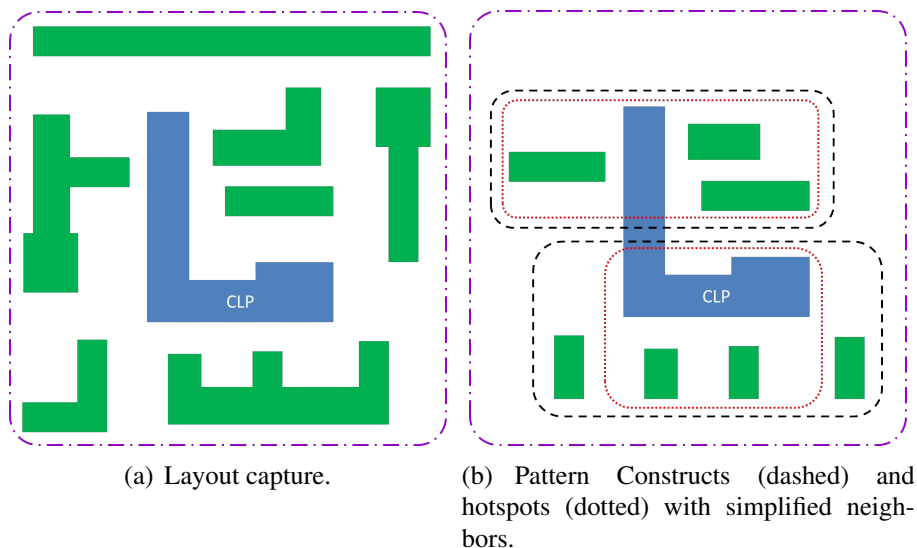 CLP
CLP
(a) Layout capture.
(b) Pattern Constructs (dashed) and
hotspots (dotted) with simplified neigh-
bors.